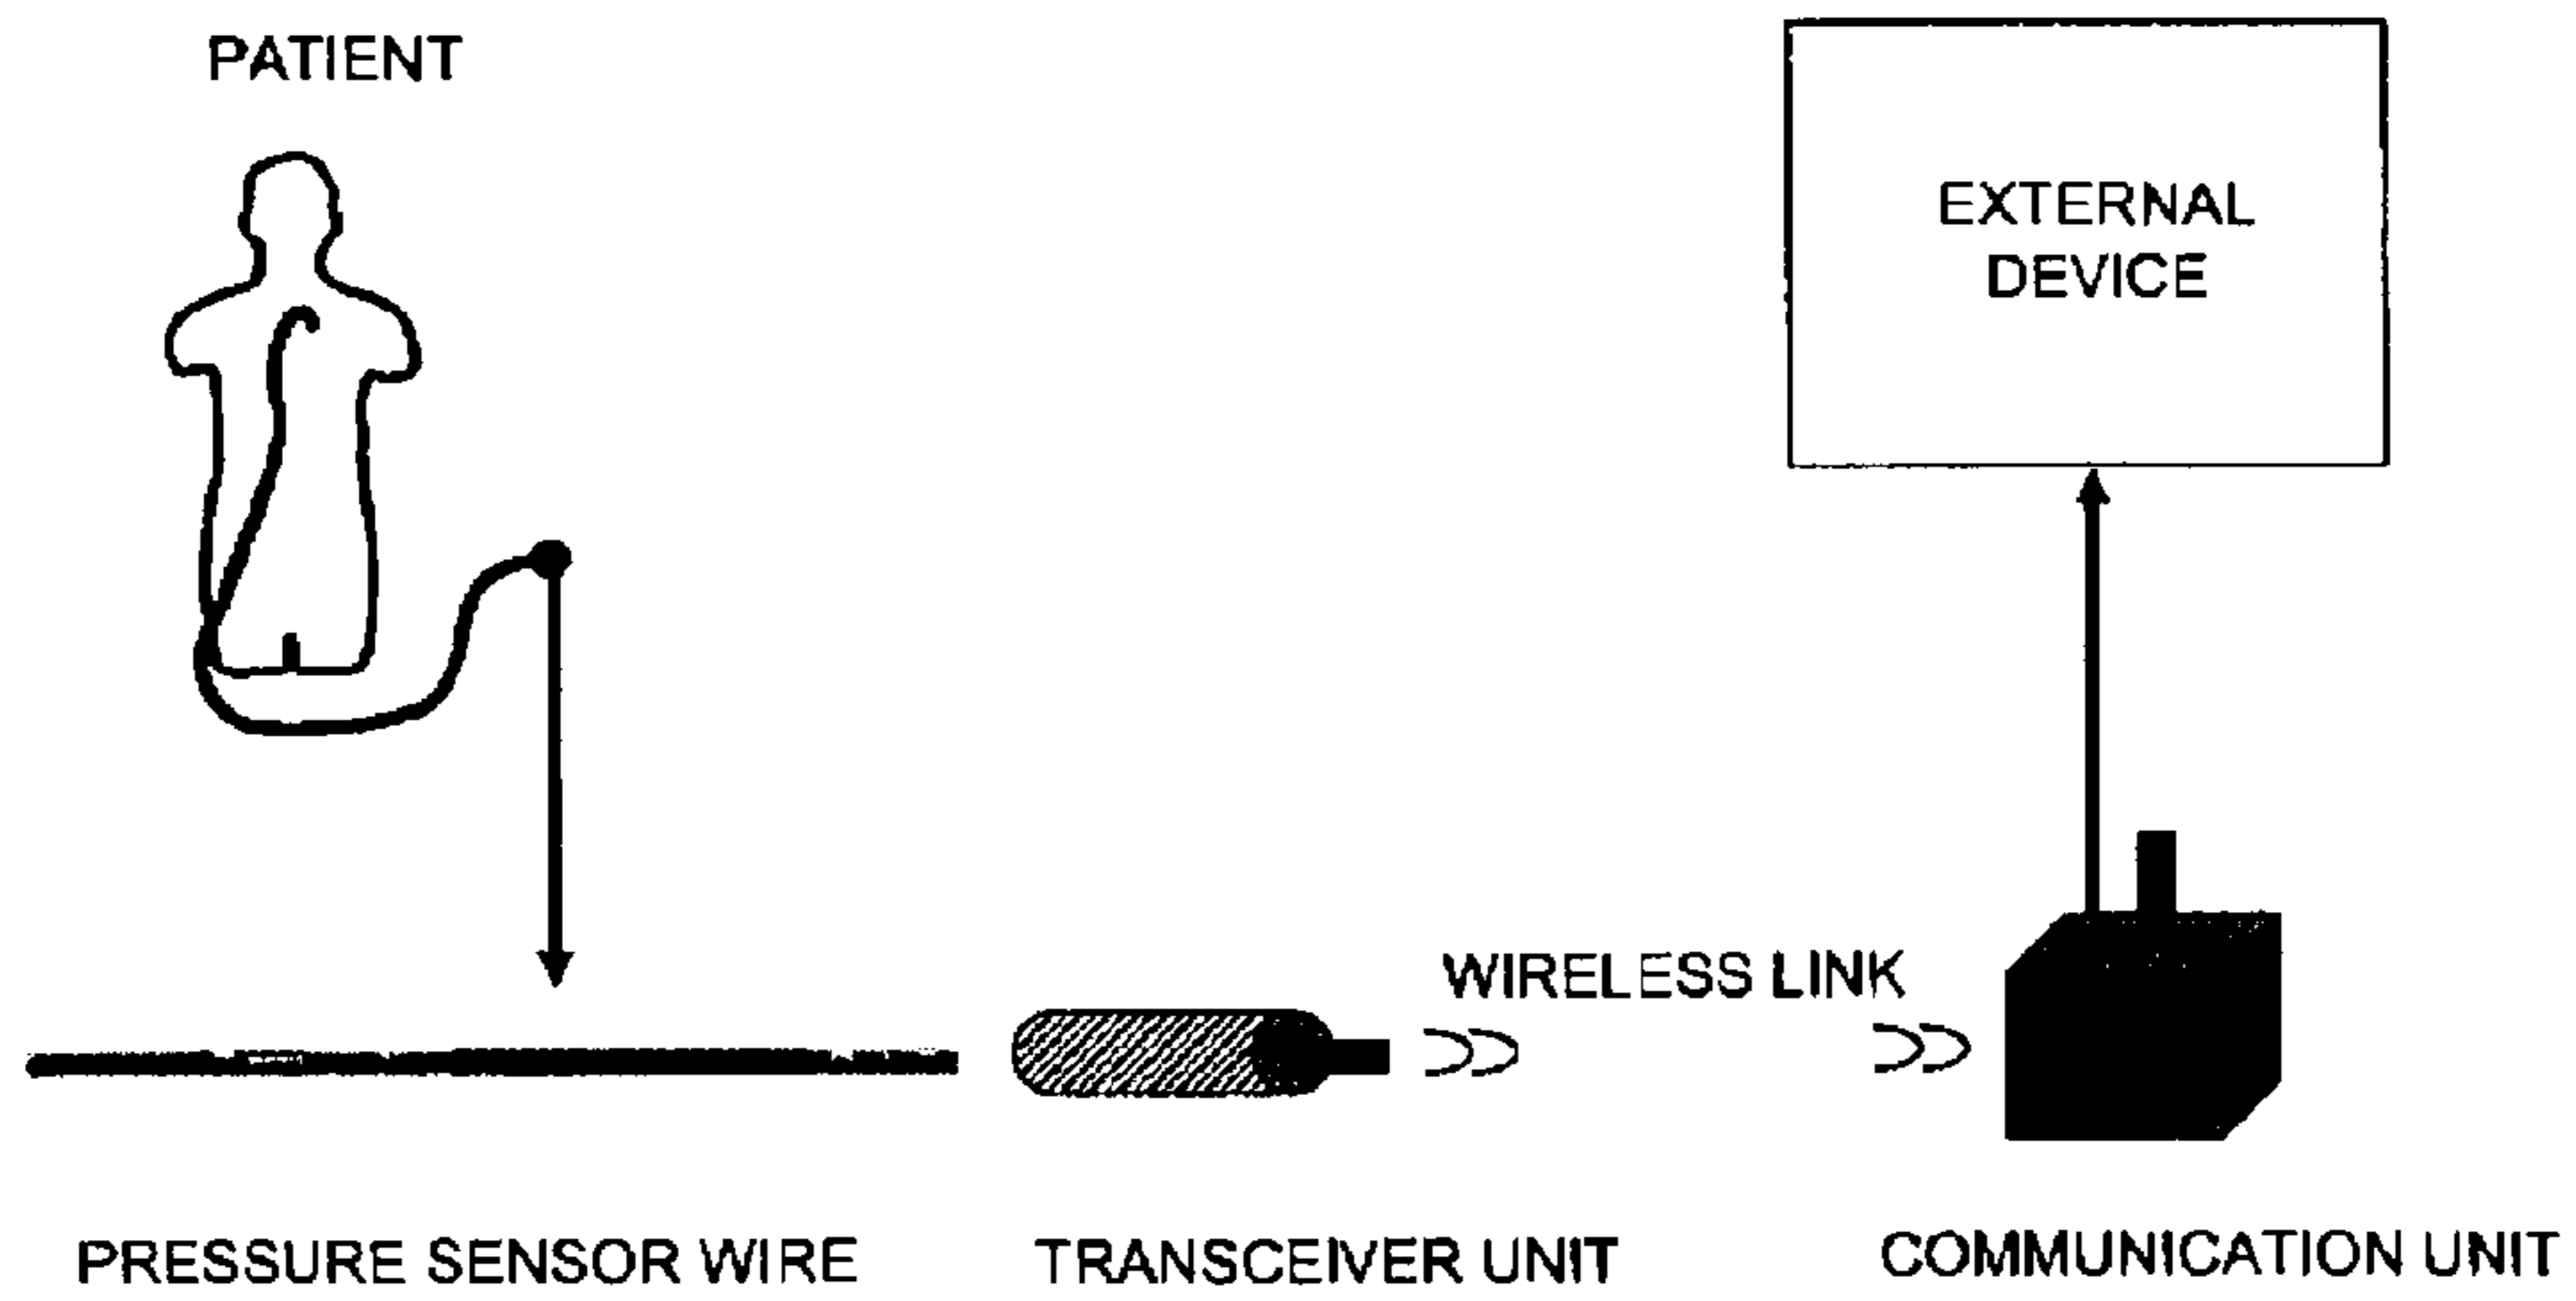 PATIENT
EXTERNAL
DEVICE
WIRELESS LINK
PRESSURE SENSOR WIRE
TRANSCEIVER UNIT
COMMUNICATION UNIT